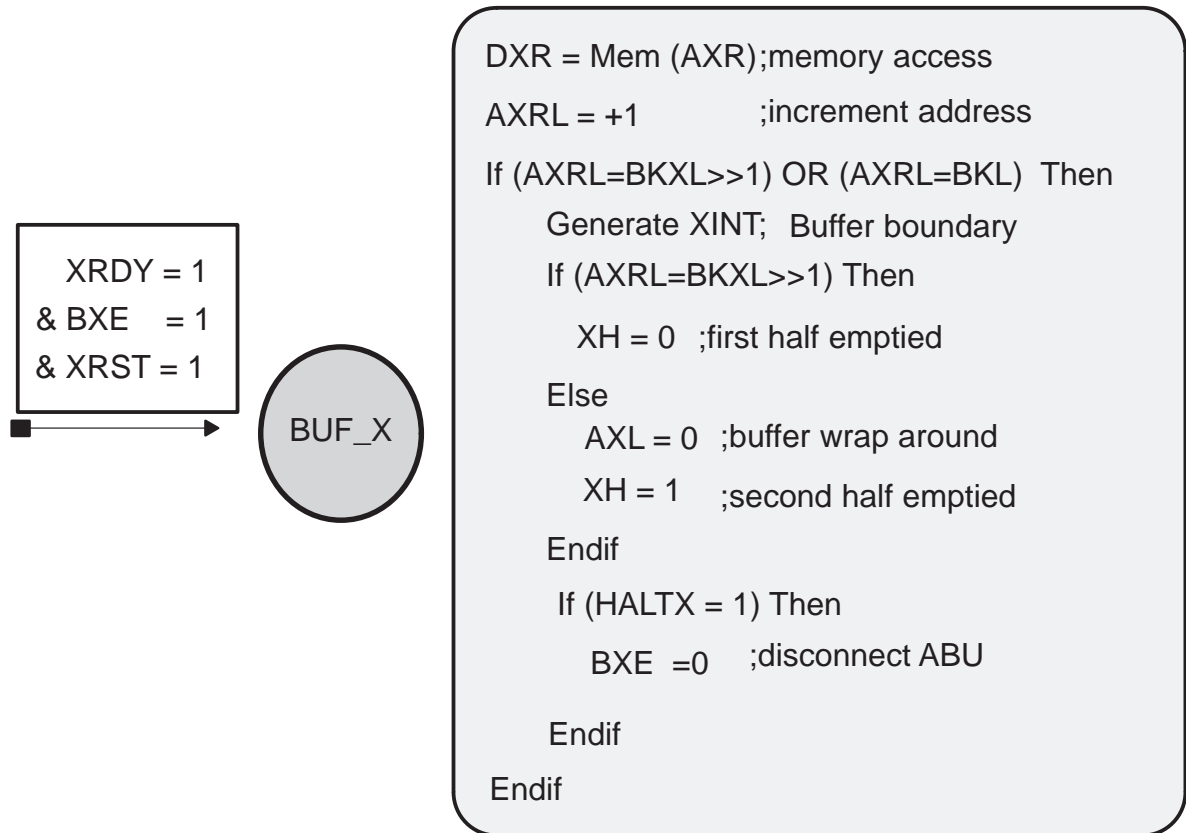 XRDY = 1
& BXE = 1
& XRST = 1
BUF_X
DXR = Mem (AXR);memory access
AXRL = +1 ;increment address
If (AXRL=BKXL>>1) OR (AXRL=BKL) Then
Generate XINT; Buffer boundary
If (AXRL=BKXL>>1) Then
XH = 0 ;first half emptied
Else
AXL = 0 ;buffer wrap around
XH = 1 ;second half emptied
Endif
If (HALTX = 1) Then
BXE =0 ;disconnect ABU
Endif
Endif